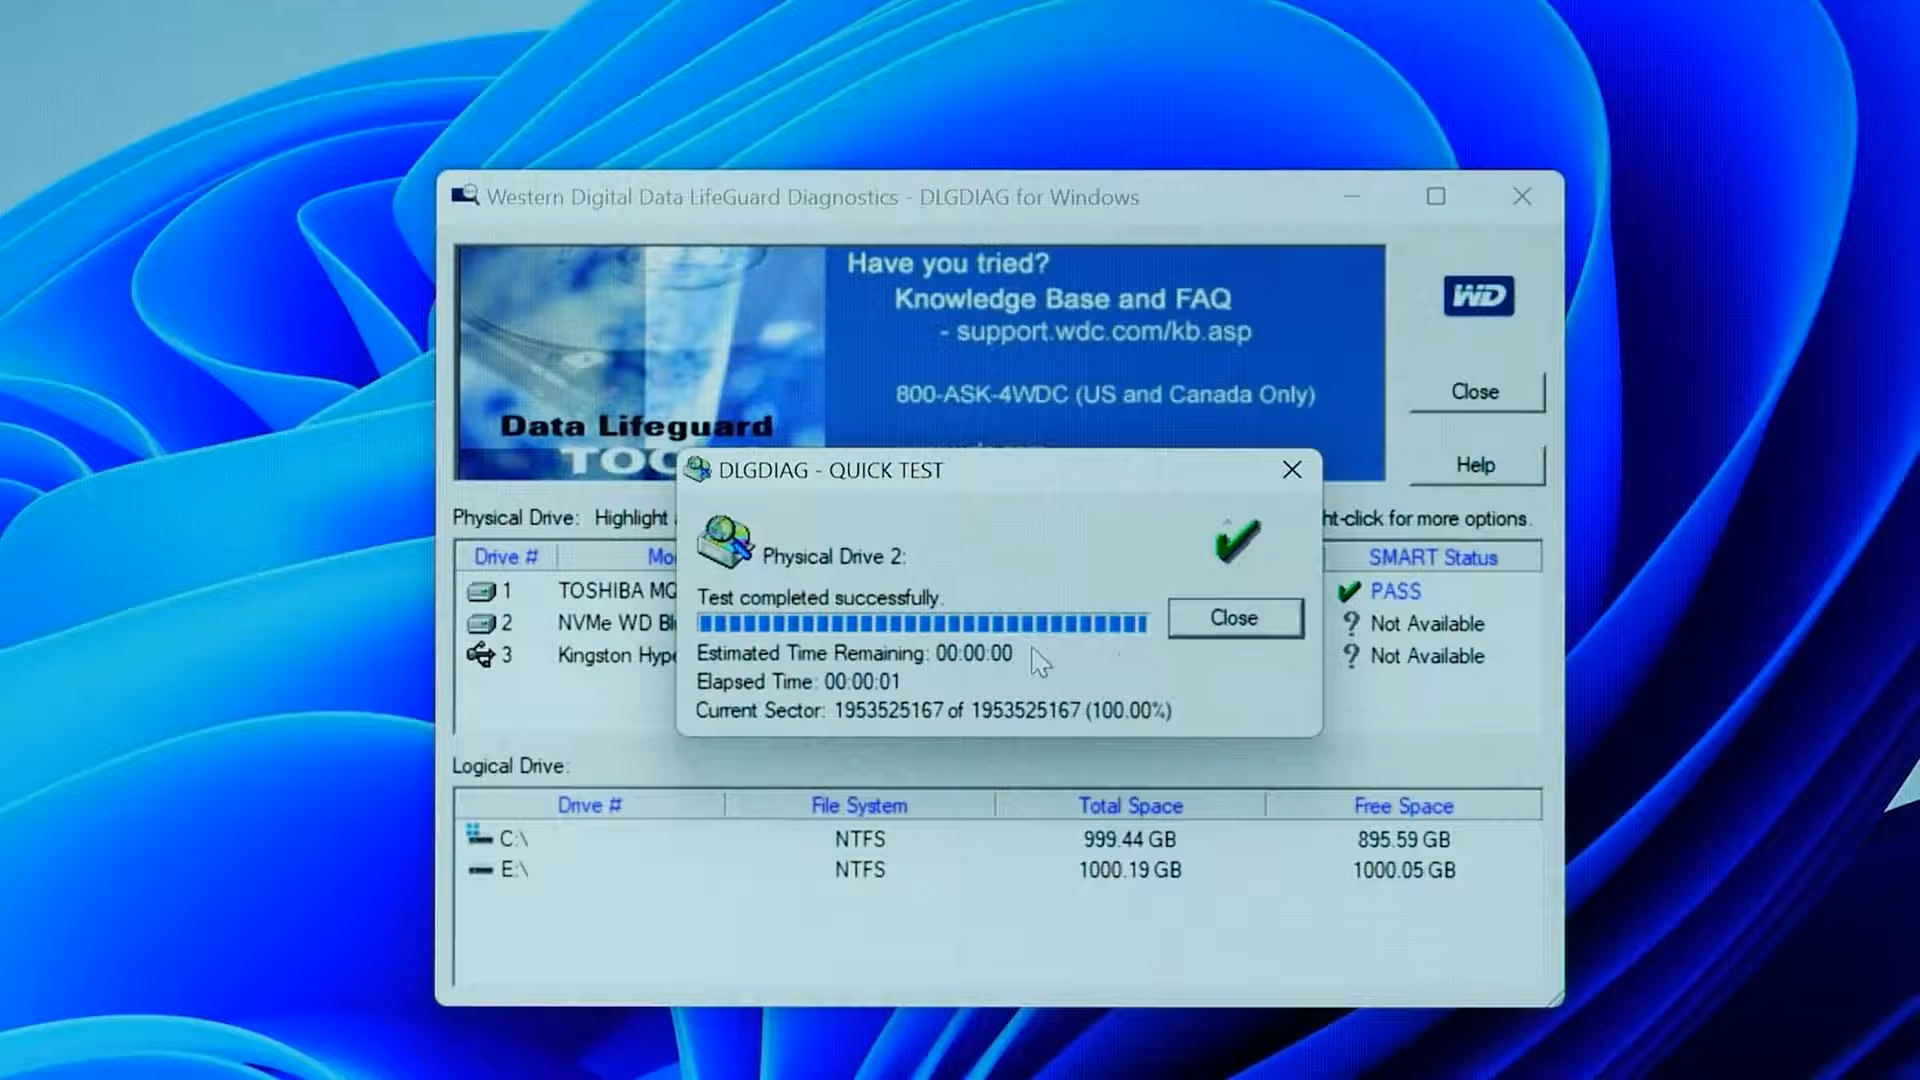 Western Digital Data LifeGuard Diagnostics - DLGDIAG for Windows
Have you tried?
Knowledge Base and FAQ
- support.wdc.com/kb.asp
800-ASK-4WDC (US and Canada Only)
Data Lifeguard
WD
Close
Help
DLGDIAG - QUICK TEST
Physical Drive 2:
Test completed successfully.
Close
Estimated Time Remaining: 00:00:00
Elapsed Time: 00:00:01
Current Sector: 1953525167 of 1953525167 (100.00%)
Physical Drive: Highlight
for more options.
Drive # SMART Status
1 TOSHIBA PASS
2 NVMe WD Not Available
3 Kingston Not Available
Logical Drive:
Drive # File System Total Space Free Space
C:\ NTFS 999.44 GB 895.59 GB
E:\ NTFS 1000.19 GB 1000.05 GB